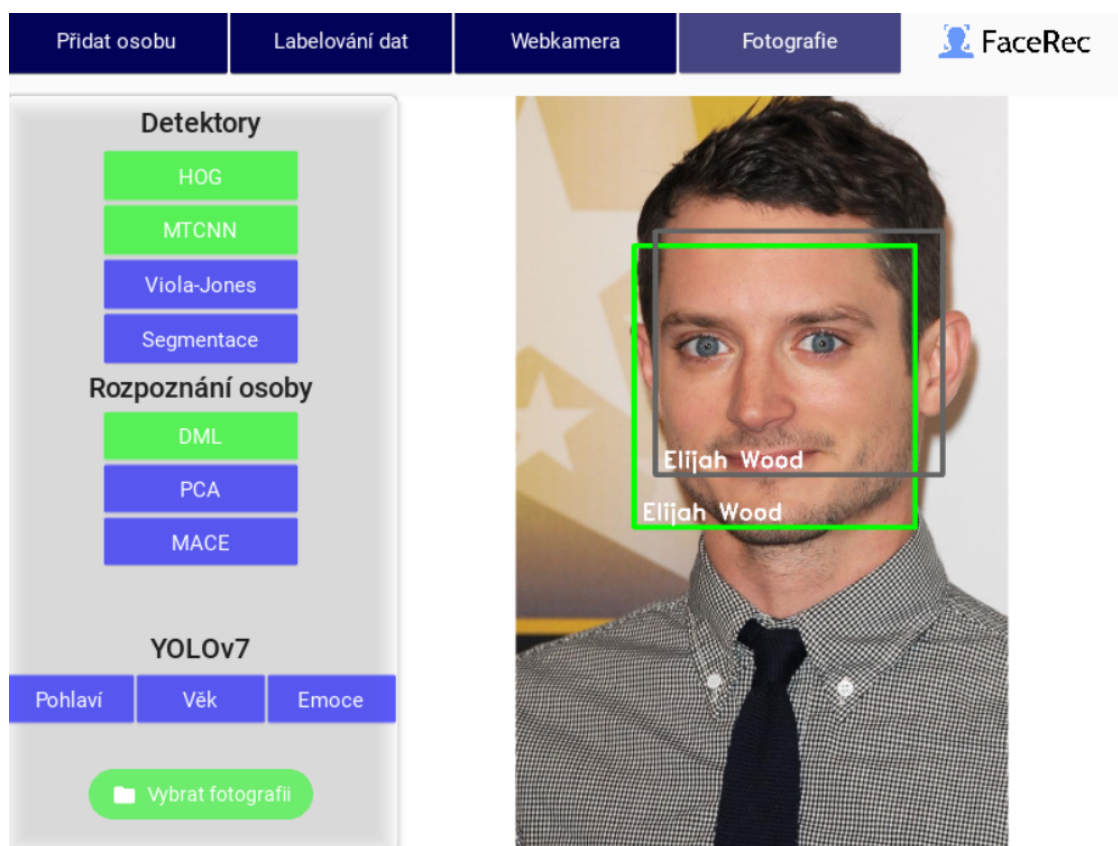 Přidat osobu
Labelování dat
Webkamera
Fotografie
FaceRec
Detektory
HOG
MTCNN
Viola-Jones
Segmentace
Rozpoznání osoby
DML
PCA
MACE
YOLOv7
Pohlaví
Věk
Emoce
Vybrat fotografii
Elijah Wood
Elijah Wood